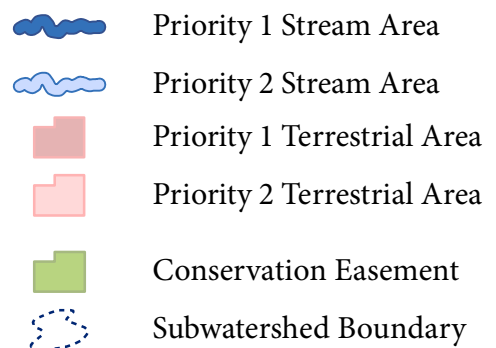 Priority 1 Stream Area
Priority 2 Stream Area
Priority 1 Terrestrial Area
Priority 2 Terrestrial Area
Conservation Easement
Subwatershed Boundary